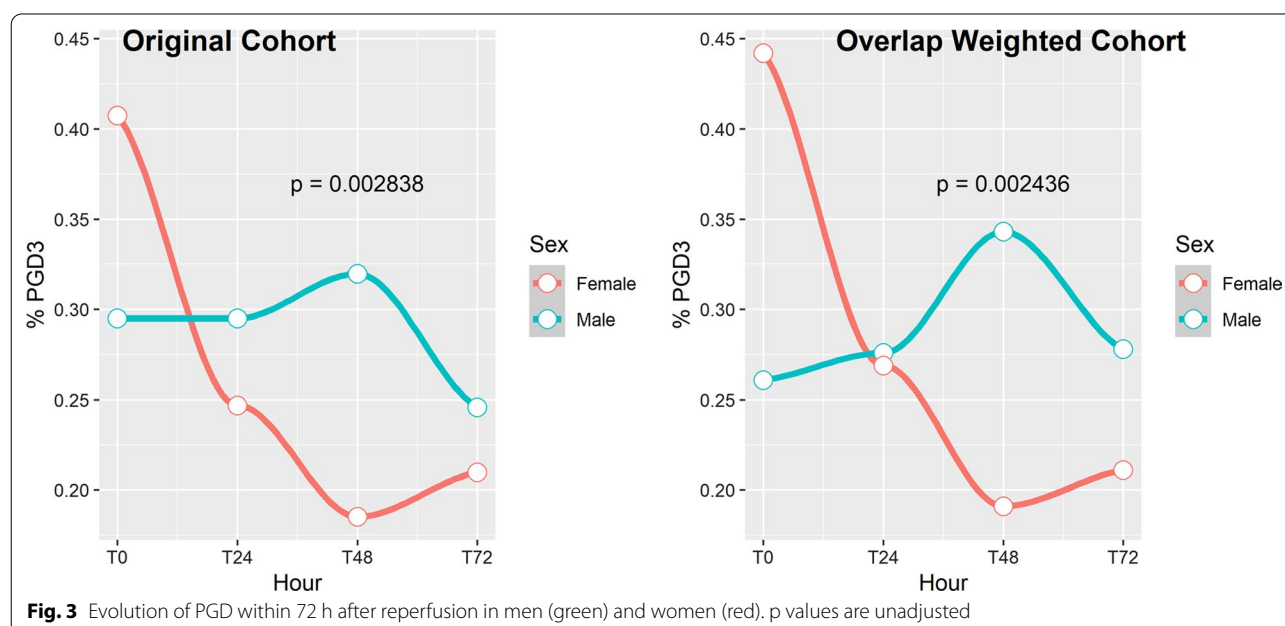 Original Cohort
0.45
0.40
0.35
0.30
0.25
0.20
% PGD3
p = 0.002838
T0 T24 T48 T72
Hour
Sex
Female
Male
Overlap Weighted Cohort
0.45
0.40
0.35
0.30
0.25
0.20
% PGD3
p = 0.002436
T0 T24 T48 T72
Hour
Sex
Female
Male
Fig. 3 Evolution of PGD within 72 h after reperfusion in men (green) and women (red). p values are unadjusted